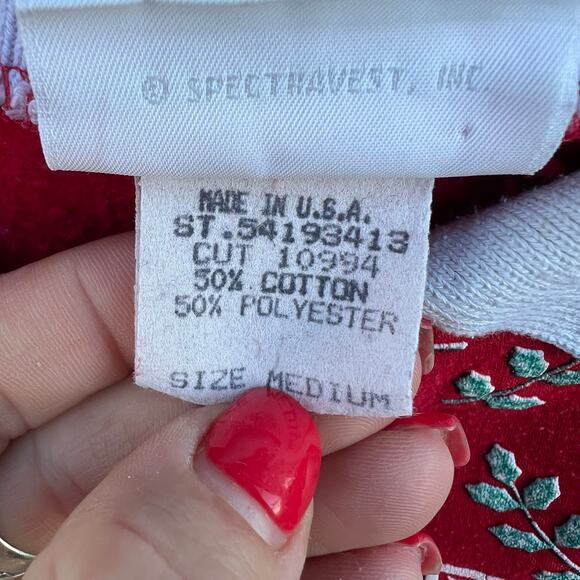 © SPECTRAVEST, INC.
MADE IN U.S.A.
ST.54193413
CUT 10994
50% COTTON
50% POLYESTER
SIZE MEDIUM